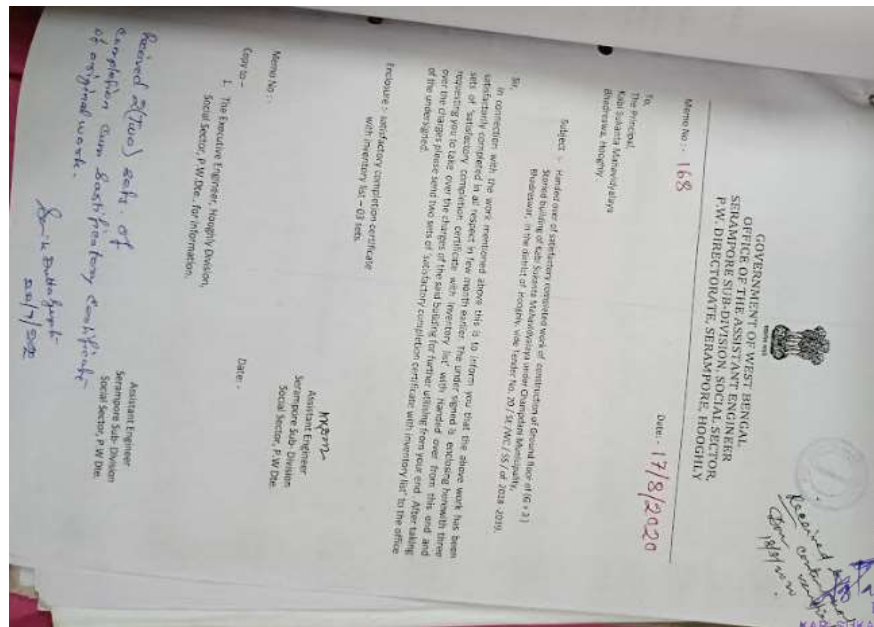 GOVERNMENT OF WEST BENGAL
OFFICE OF THE ASSISTANT ENGINEER
SERAMPORE SUB-DIVISION, SOCIAL SECTOR,
P.W. DIRECTORATE, SERAMPORE, HOOGHLY
Memo No :- 168 Date:- 17/8/2020
To,
The Principal,
Kabi Sukanta Mahavidyalaya
Bhadreswa, Hooghly.
Subject :- Handed over of satisfactory completed work of construction of Ground floor of (G + 3)
Storied building of Kabi Sukanta Mahavidyalaya under Champdani Municipality,
Bhadreswar, in the district of Hooghly, vide Tender No. 20 / SE /WC / SS / of 2018-2019.
Sir,
In connection with the work mentioned above this is to inform you that the above work has been
satisfactorily completed in all respect in few month earlier. The under signed is enclosing herewith three
sets of 'satisfactory completion certificate with inventory list' with Handed over from this end and
requesting you to take over the charges of the said building for further utilising from your end. After taking
over the charges please send two sets of 'satisfactory completion certificate with inventory list' to the office
of the undersigned.
Enclosure :- satisfactory completion certificate
with inventory list – 03 sets.
Assistant Engineer
Serampore Sub- Division
Social Sector, P.W Dte.
Memo No :- Date:-
Copy to –
1. The Executive Engineer, Hooghly Division,
Social Sector, P.W.Dte., for information.
Assistant Engineer
Serampore Sub- Division
Social Sector, P.W Dte.
Received 2(Two) sets of
completion cum Sastificatory Certificate
of original work.
Received
18/8/2020